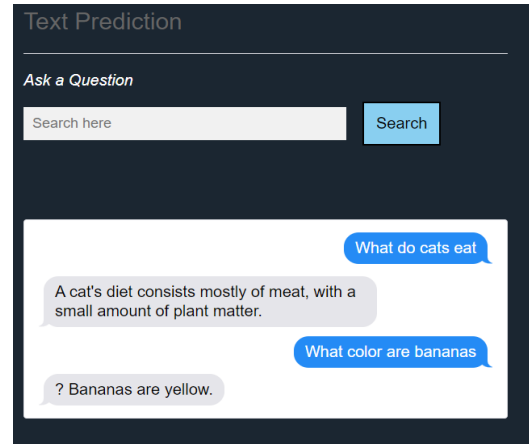 Text Prediction
Ask a Question
Search here
Search
What do cats eat
A cat's diet consists mostly of meat, with a
small amount of plant matter.
What color are bananas
? Bananas are yellow.